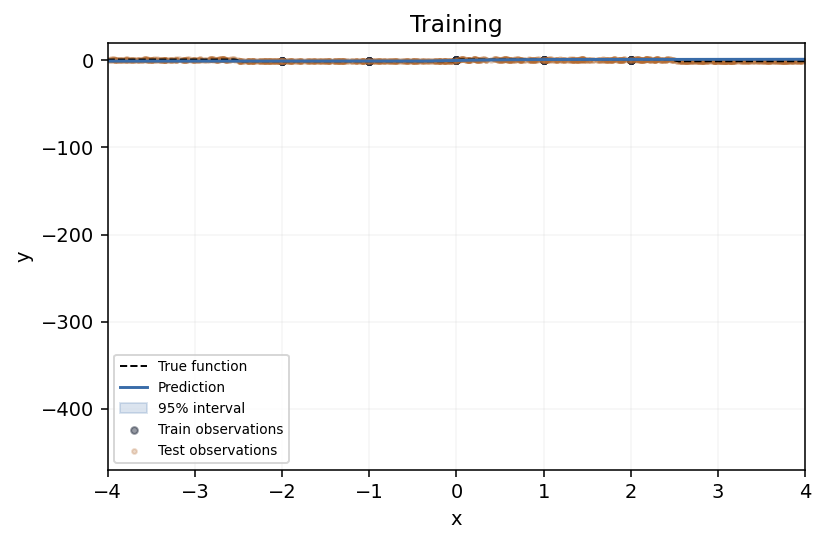 Training
0
−100
−200
−300
−400
y
True function
Prediction
95% interval
Train observations
Test observations
−4 −3 −2 −1 0 1 2 3 4
x